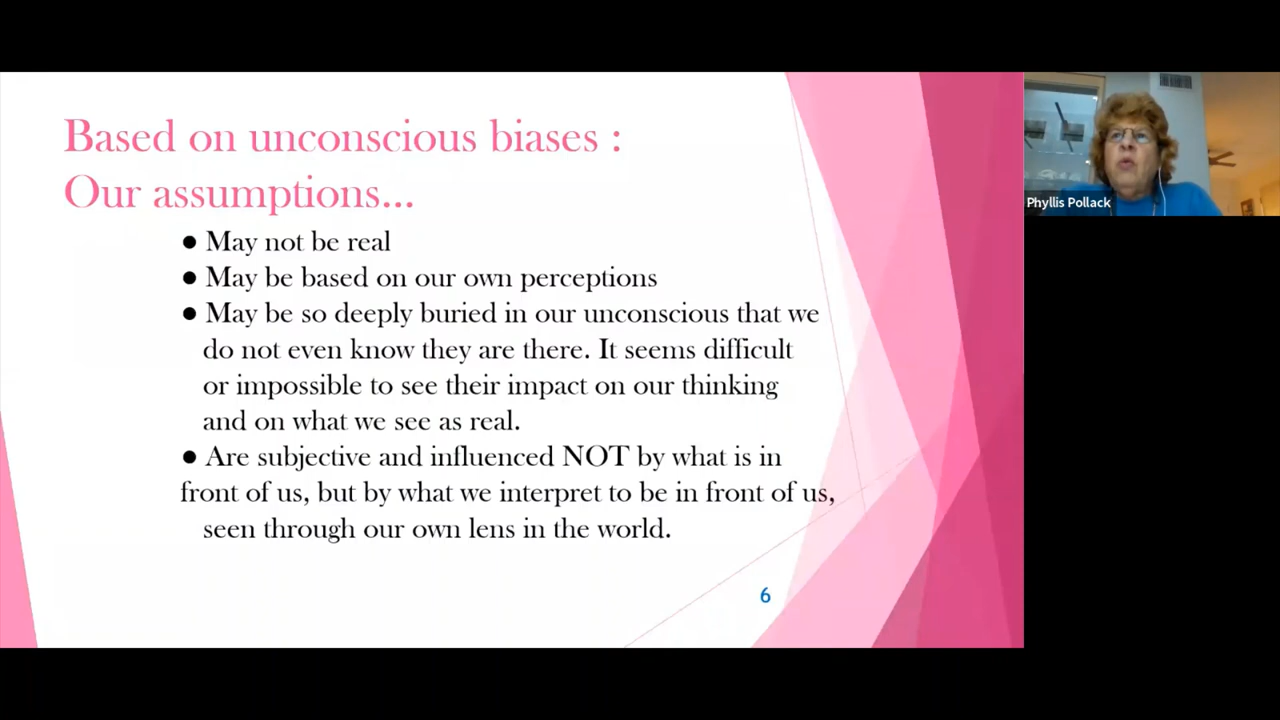 Based on unconscious biases :
Our assumptions...
● May not be real
● May be based on our own perceptions
● May be so deeply buried in our unconscious that we
do not even know they are there. It seems difficult
or impossible to see their impact on our thinking
and on what we see as real.
● Are subjective and influenced NOT by what is in
front of us, but by what we interpret to be in front of us,
seen through our own lens in the world.
6
Phyllis Pollack